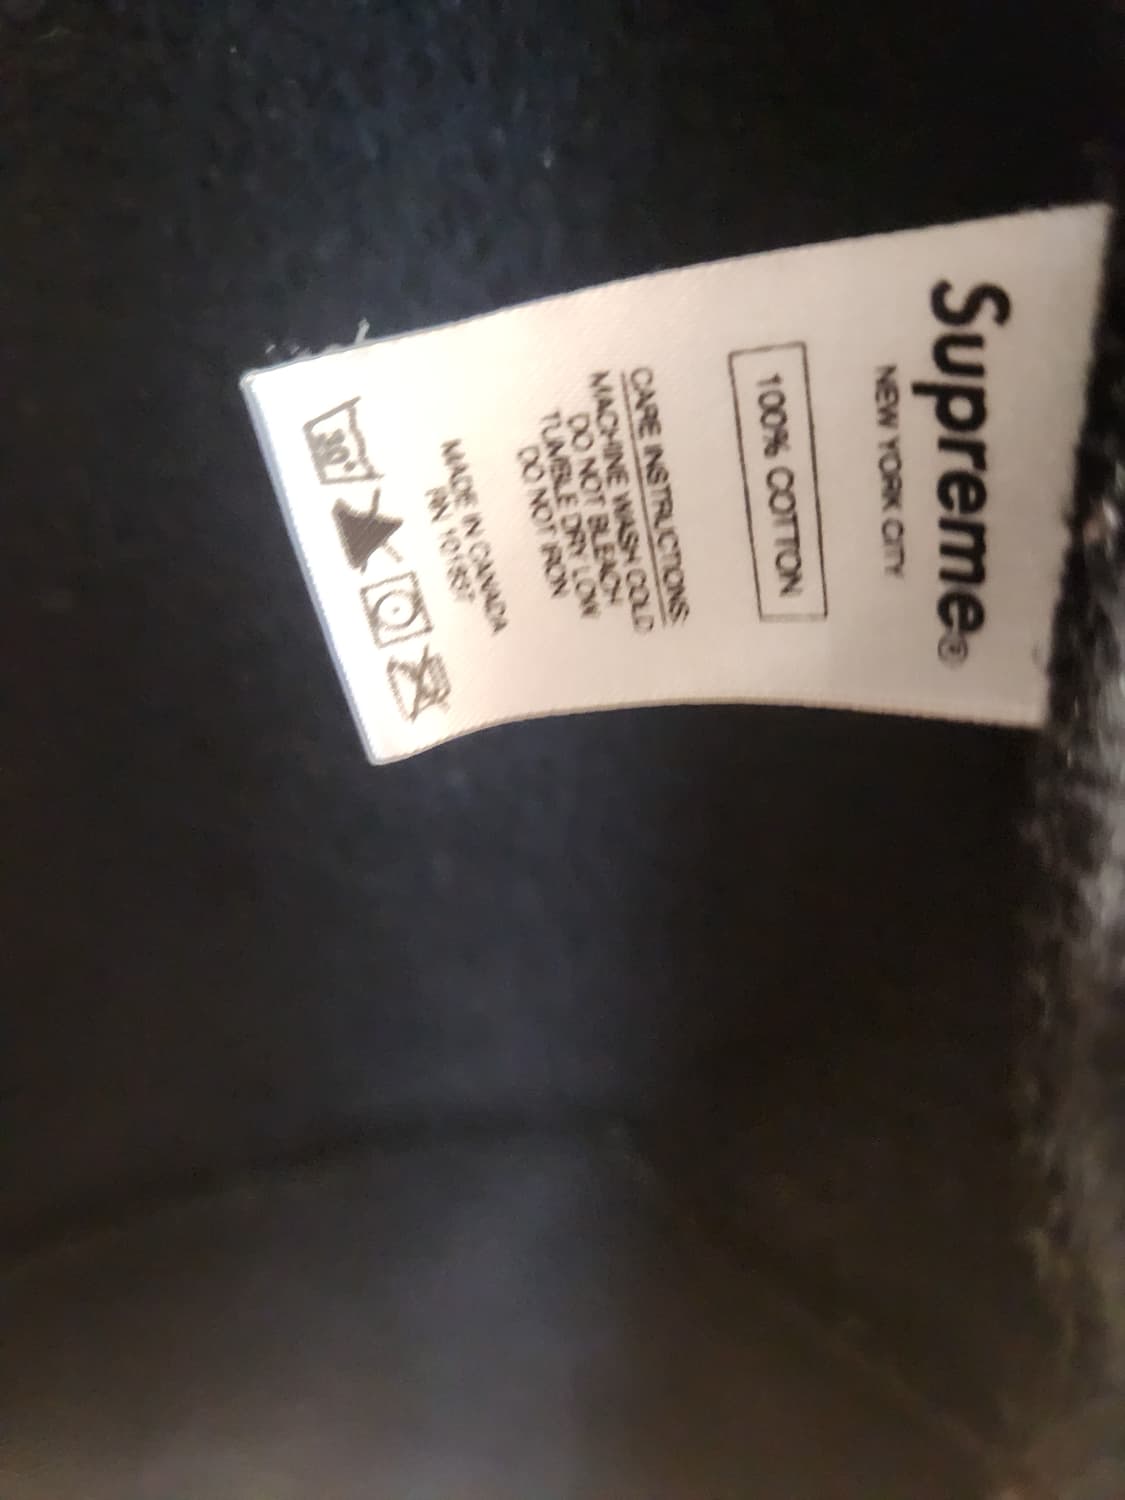 Supreme®
NEW YORK CITY
100% COTTON
CARE INSTRUCTIONS:
MACHINE WASH COLD
DO NOT BLEACH
TUMBLE DRY LOW
DO NOT IRON
MADE IN CANADA
RN
30°